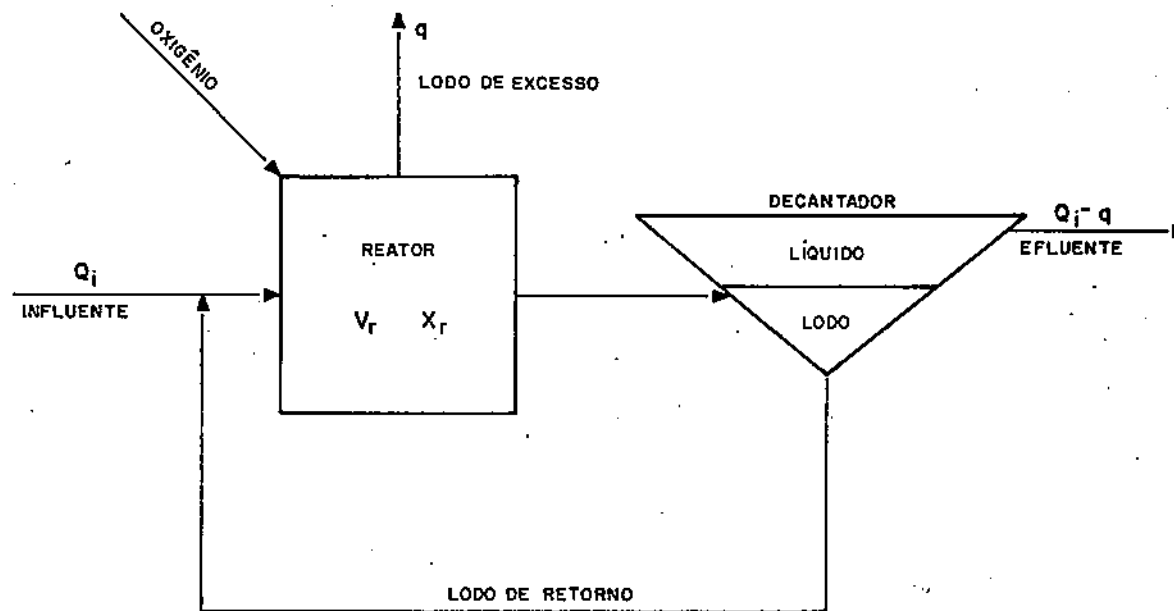 OXIGÊNIO
q
LODO DE EXCESSO
DECANTADOR
Qi - q
EFLUENTE
REATOR
LÍQUIDO
Qi
INFLUENTE
Vr Xr
LODO
LODO DE RETORNO